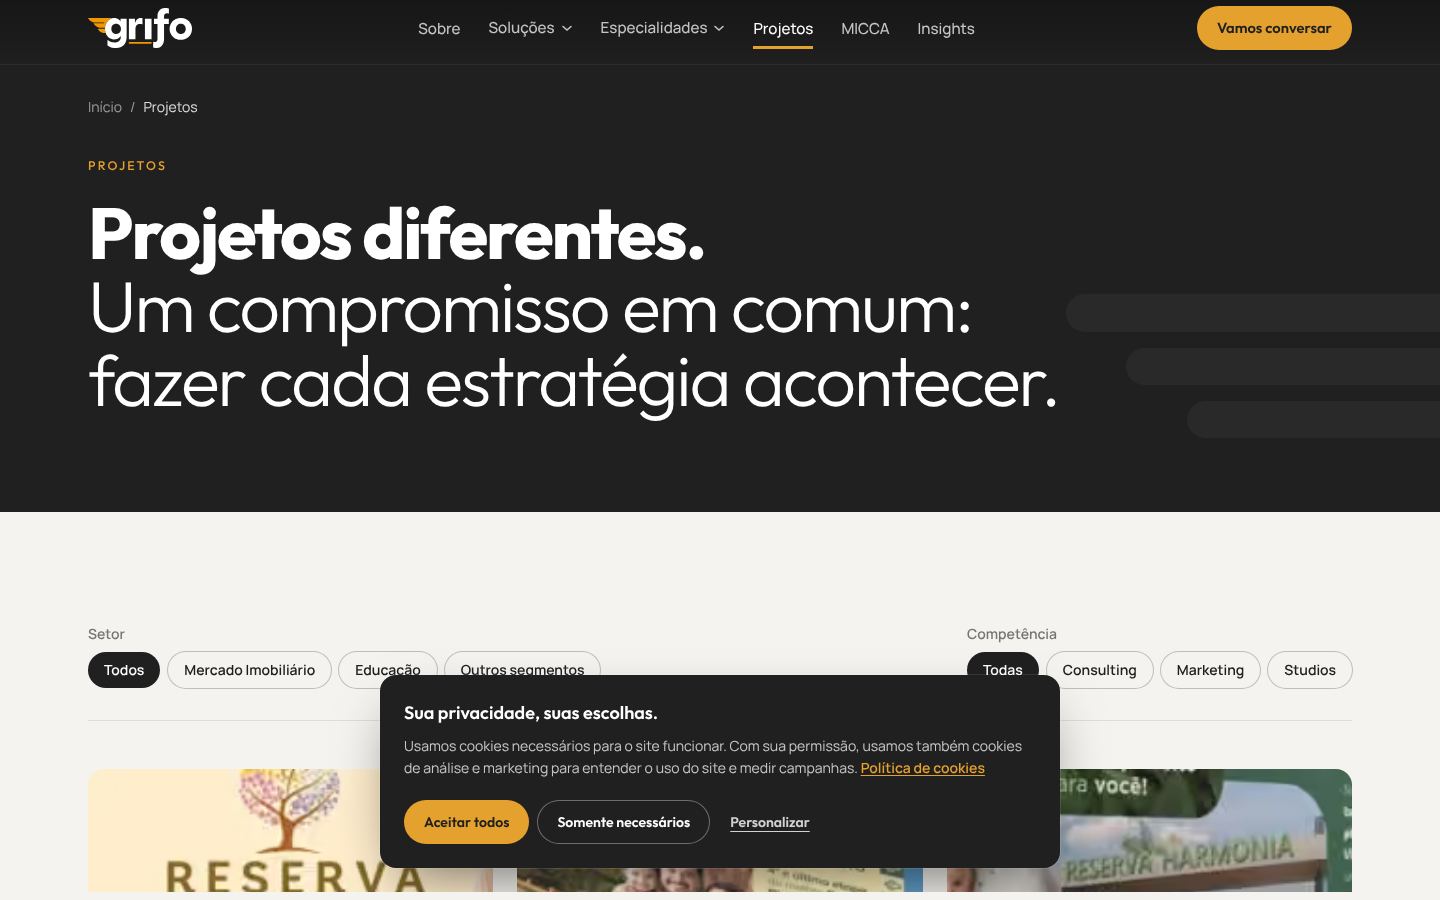 grifo
Sobre Soluções Especialidades Projetos MICCA Insights
Vamos conversar
Início / Projetos
PROJETOS
Projetos diferentes.
Um compromisso em comum:
fazer cada estratégia acontecer.
Setor
Todos Mercado Imobiliário Educação Outros segmentos
Competência
Todas Consulting Marketing Studios
Sua privacidade, suas escolhas.
Usamos cookies necessários para o site funcionar. Com sua permissão, usamos também cookies
de análise e marketing para entender o uso do site e medir campanhas. Política de cookies
Aceitar todos Somente necessários Personalizar
RESERVA
última etapa
para você!
RESERVA HARMONIA